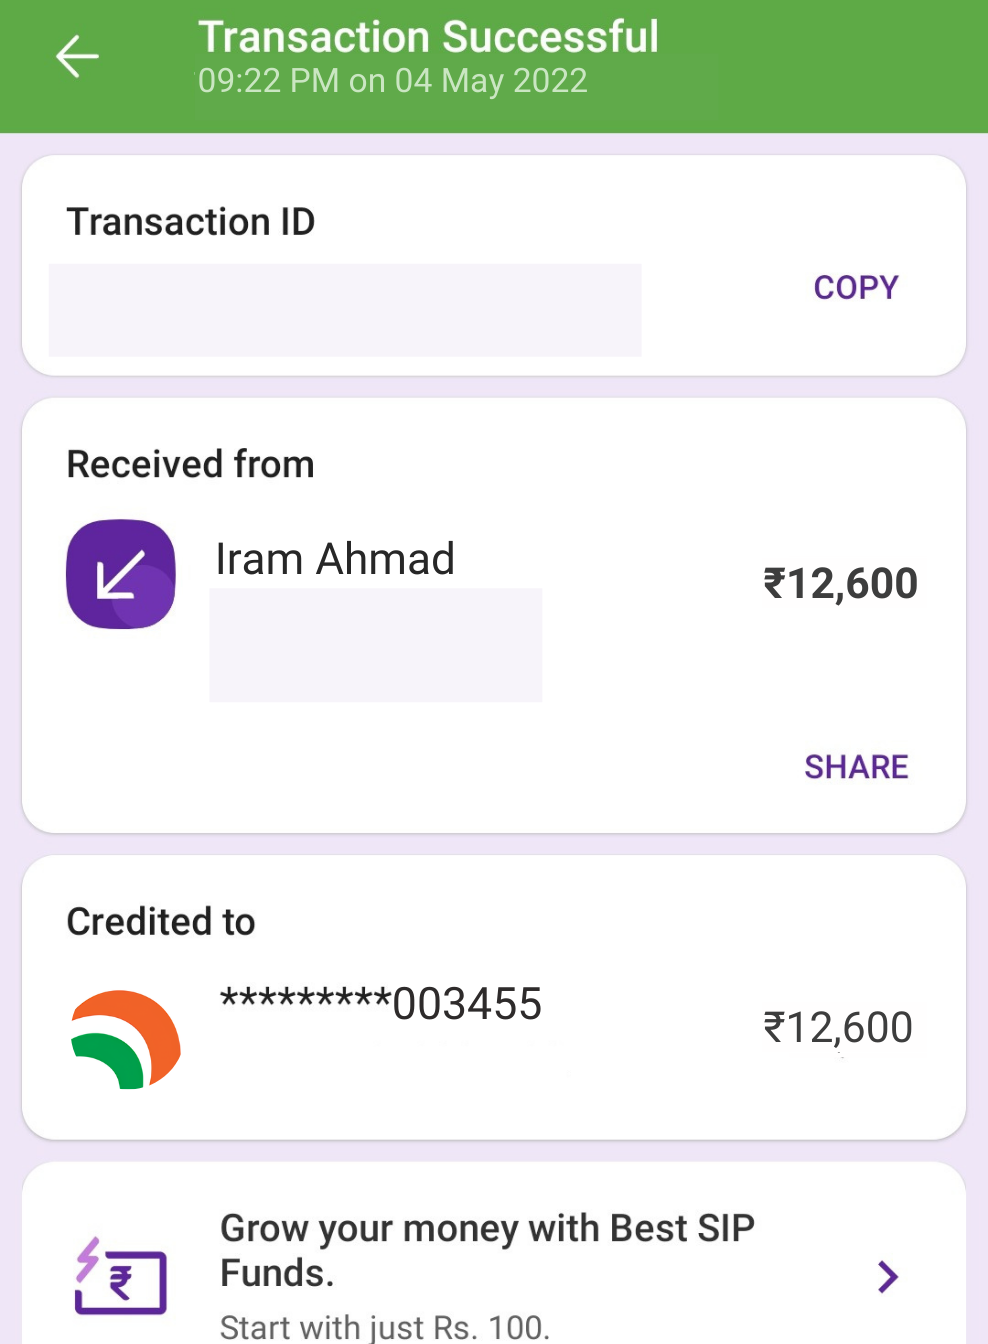 Transaction Successful
09:22 PM on 04 May 2022
Transaction ID
COPY
Received from
Iram Ahmad
₹12,600
SHARE
Credited to
*********003455
₹12,600
Grow your money with Best SIP
Funds.
₹
Start with just Rs. 100.